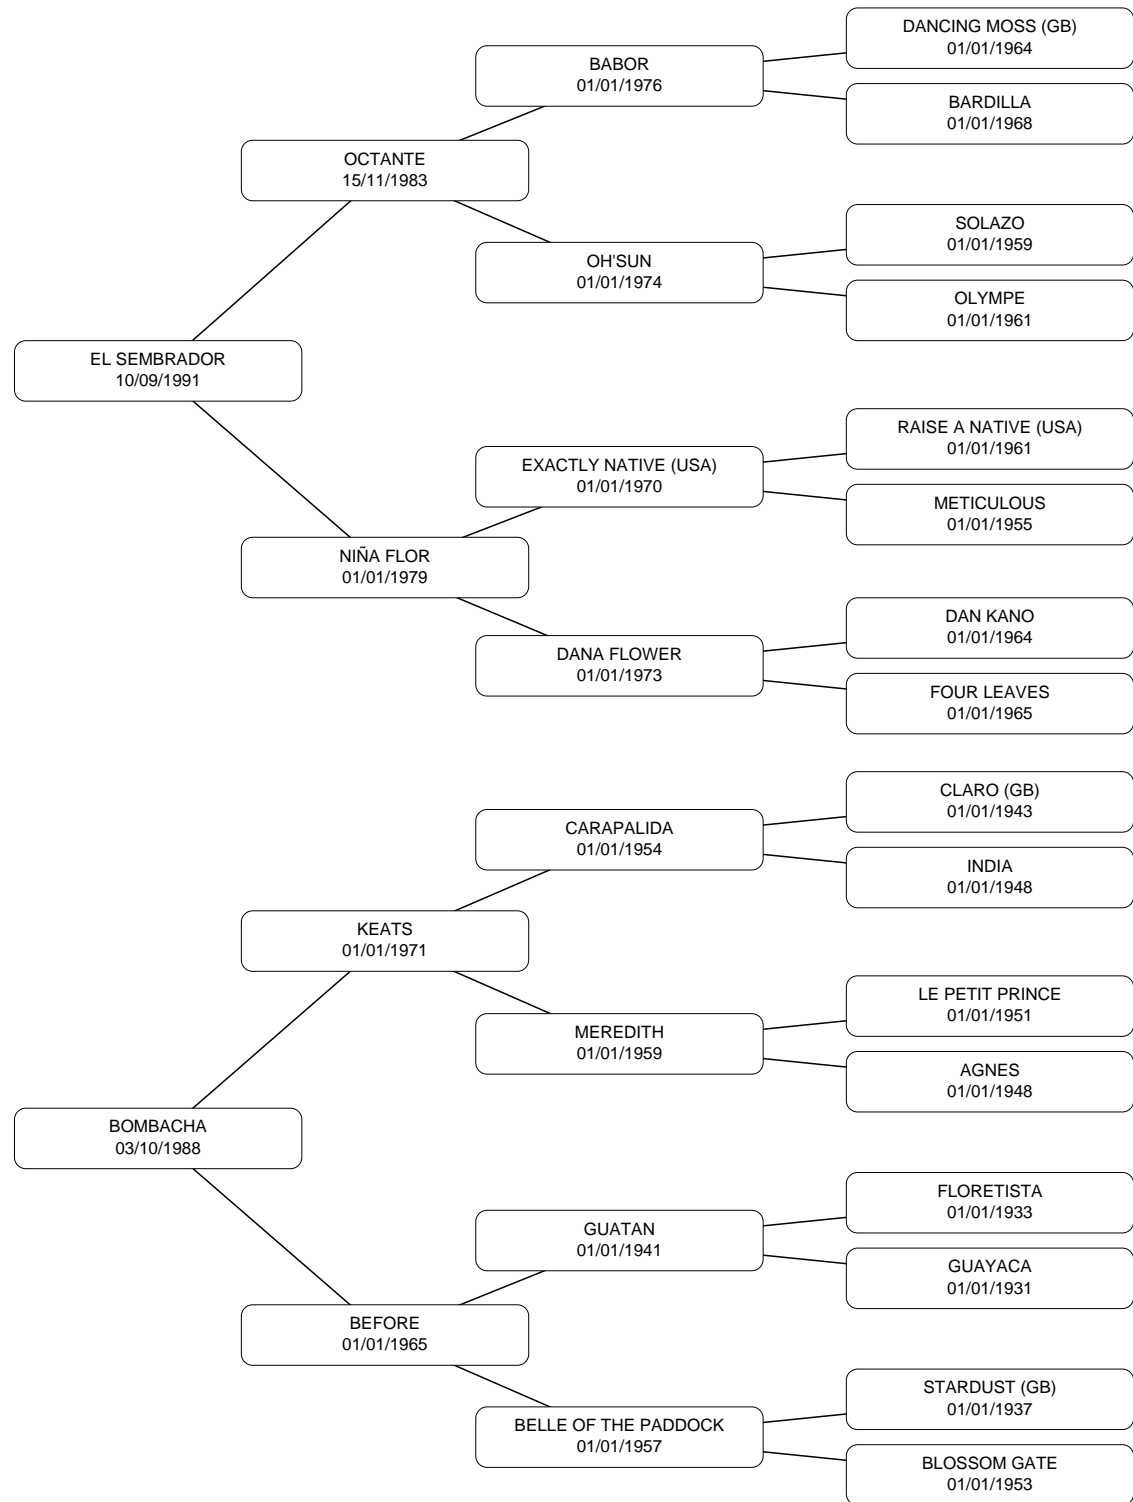 DANCING MOSS (GB)
01/01/1964
BABOR
01/01/1976
BARDILLA
01/01/1968
OCTANTE
15/11/1983
SOLAZO
01/01/1959
OH'SUN
01/01/1974
OLYMPE
01/01/1961
EL SEMBRADOR
10/09/1991
RAISE A NATIVE (USA)
01/01/1961
EXACTLY NATIVE (USA)
01/01/1970
METICULOUS
01/01/1955
NIÑA FLOR
01/01/1979
DAN KANO
01/01/1964
DANA FLOWER
01/01/1973
FOUR LEAVES
01/01/1965
CLARO (GB)
01/01/1943
CARAPALIDA
01/01/1954
INDIA
01/01/1948
KEATS
01/01/1971
LE PETIT PRINCE
01/01/1951
MEREDITH
01/01/1959
AGNES
01/01/1948
BOMBACHA
03/10/1988
FLORETISTA
01/01/1933
GUATAN
01/01/1941
GUAYACA
01/01/1931
BEFORE
01/01/1965
STARDUST (GB)
01/01/1937
BELLE OF THE PADDOCK
01/01/1957
BLOSSOM GATE
01/01/1953